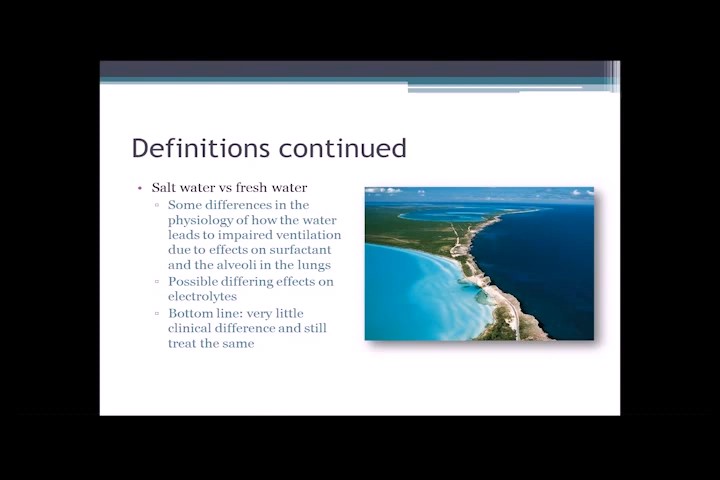 Definitions continued
• Salt water vs fresh water
▫ Some differences in the
physiology of how the water
leads to impaired ventilation
due to effects on surfactant
and the alveoli in the lungs
▫ Possible differing effects on
electrolytes
▫ Bottom line: very little
clinical difference and still
treat the same